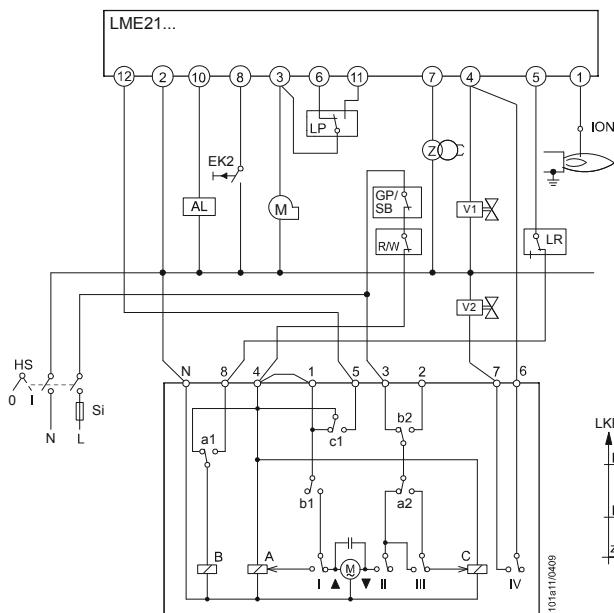 LME21...
12 2 10 8 3 6 11 7 4 5 1
LP
ION
EK2
Z
GP/
SB
AL
M
V1
R/W
LR
V2
HS
0 I
Si
N L
N 8 4 1 5 3 2 7 6
a1
c1
b2
b1
a2
B A C
I M II III IV
LK
101a11/0409